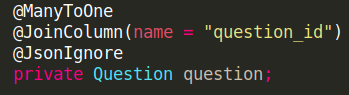 @ManyToOne
@JoinColumn(name = "question_id")
@JsonIgnore
private Question question;